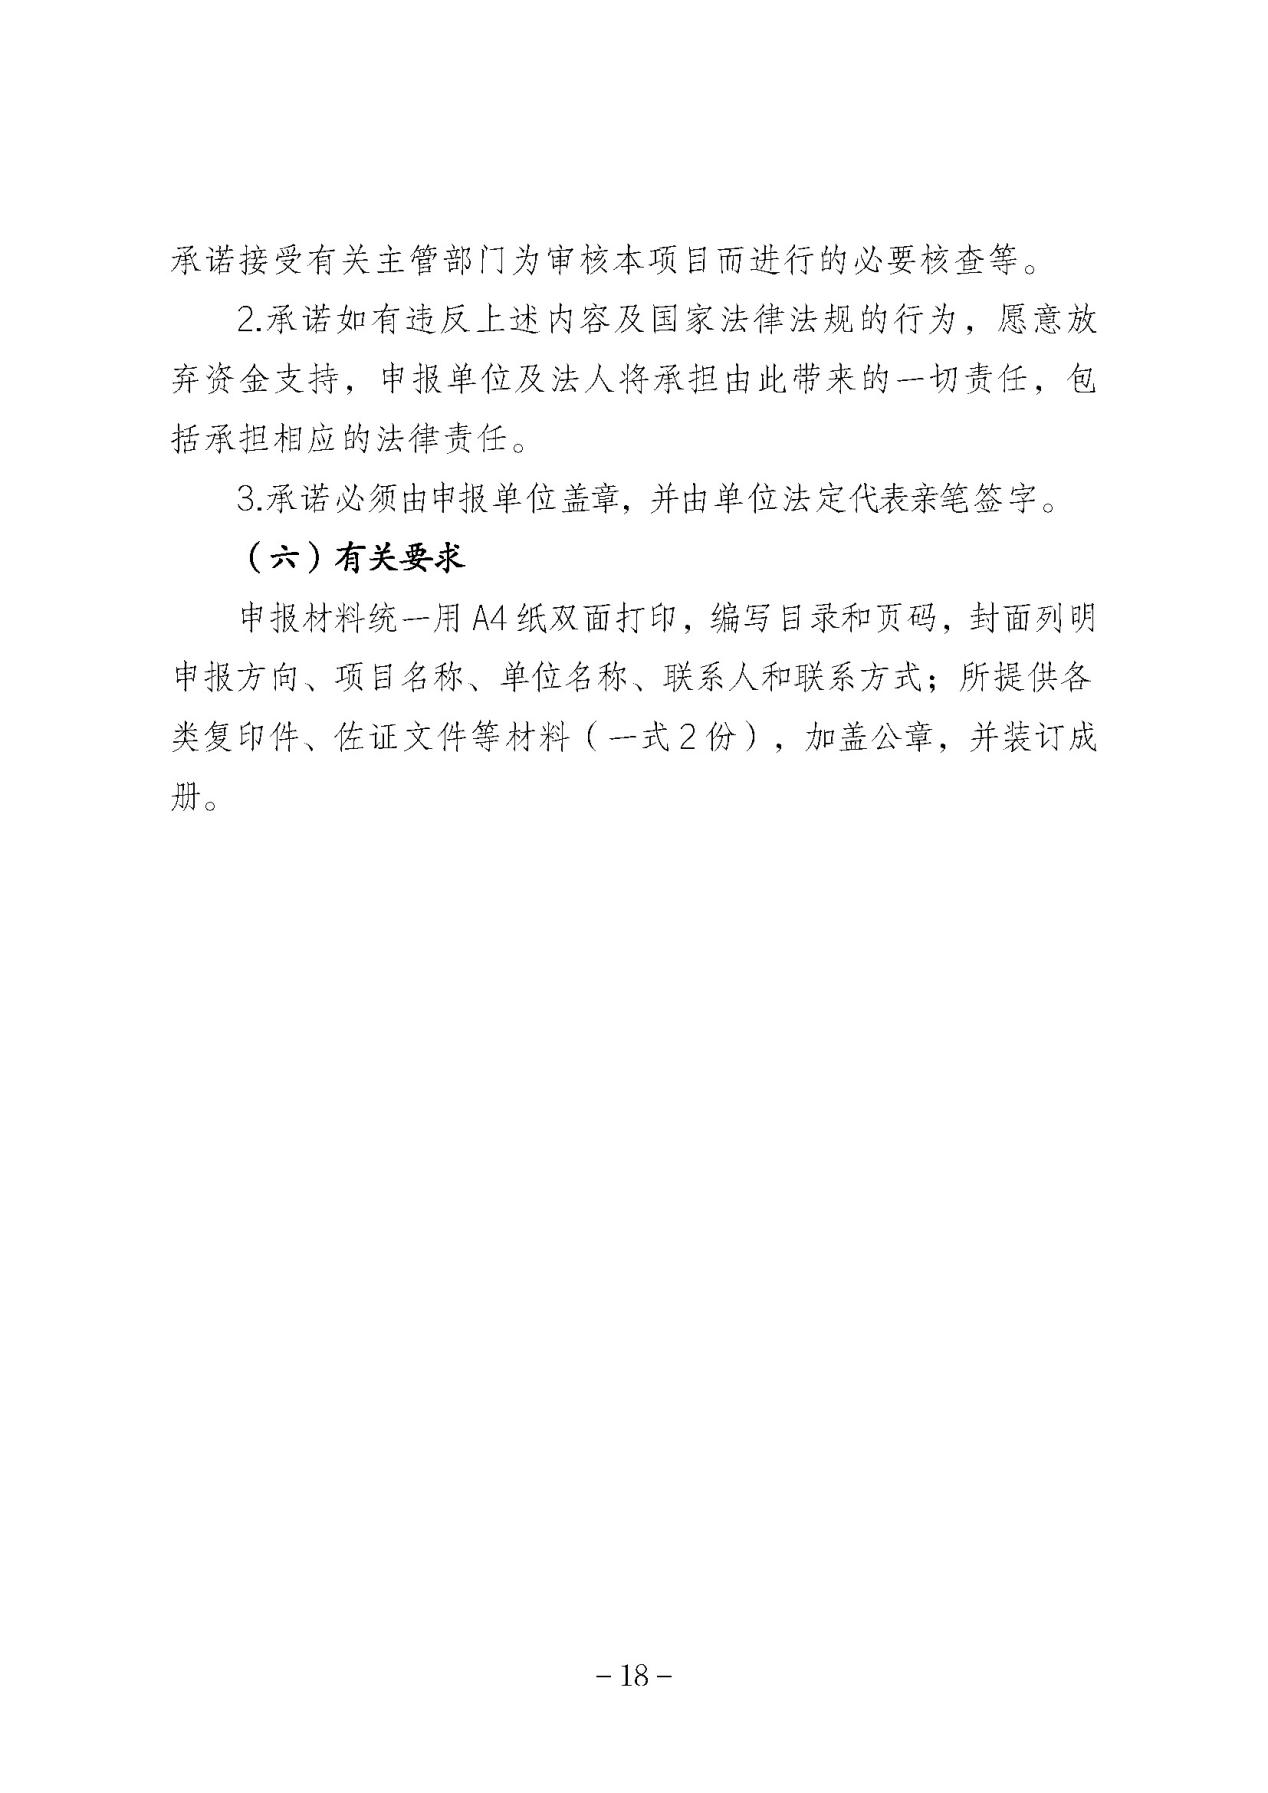 承诺接受有关主管部门为审核本项目而进行的必要核查等。
2.承诺如有违反上述内容及国家法律法规的行为，愿意放
弃资金支持，申报单位及法人将承担由此带来的一切责任，包
括承担相应的法律责任。
3.承诺必须由申报单位盖章，并由单位法定代表亲笔签字。
（六）有关要求
申报材料统一用 A4 纸双面打印，编写目录和页码，封面列明
申报方向、项目名称、单位名称、联系人和联系方式；所提供各
类复印件、佐证文件等材料（一式 2 份），加盖公章，并装订成
册。
－18－